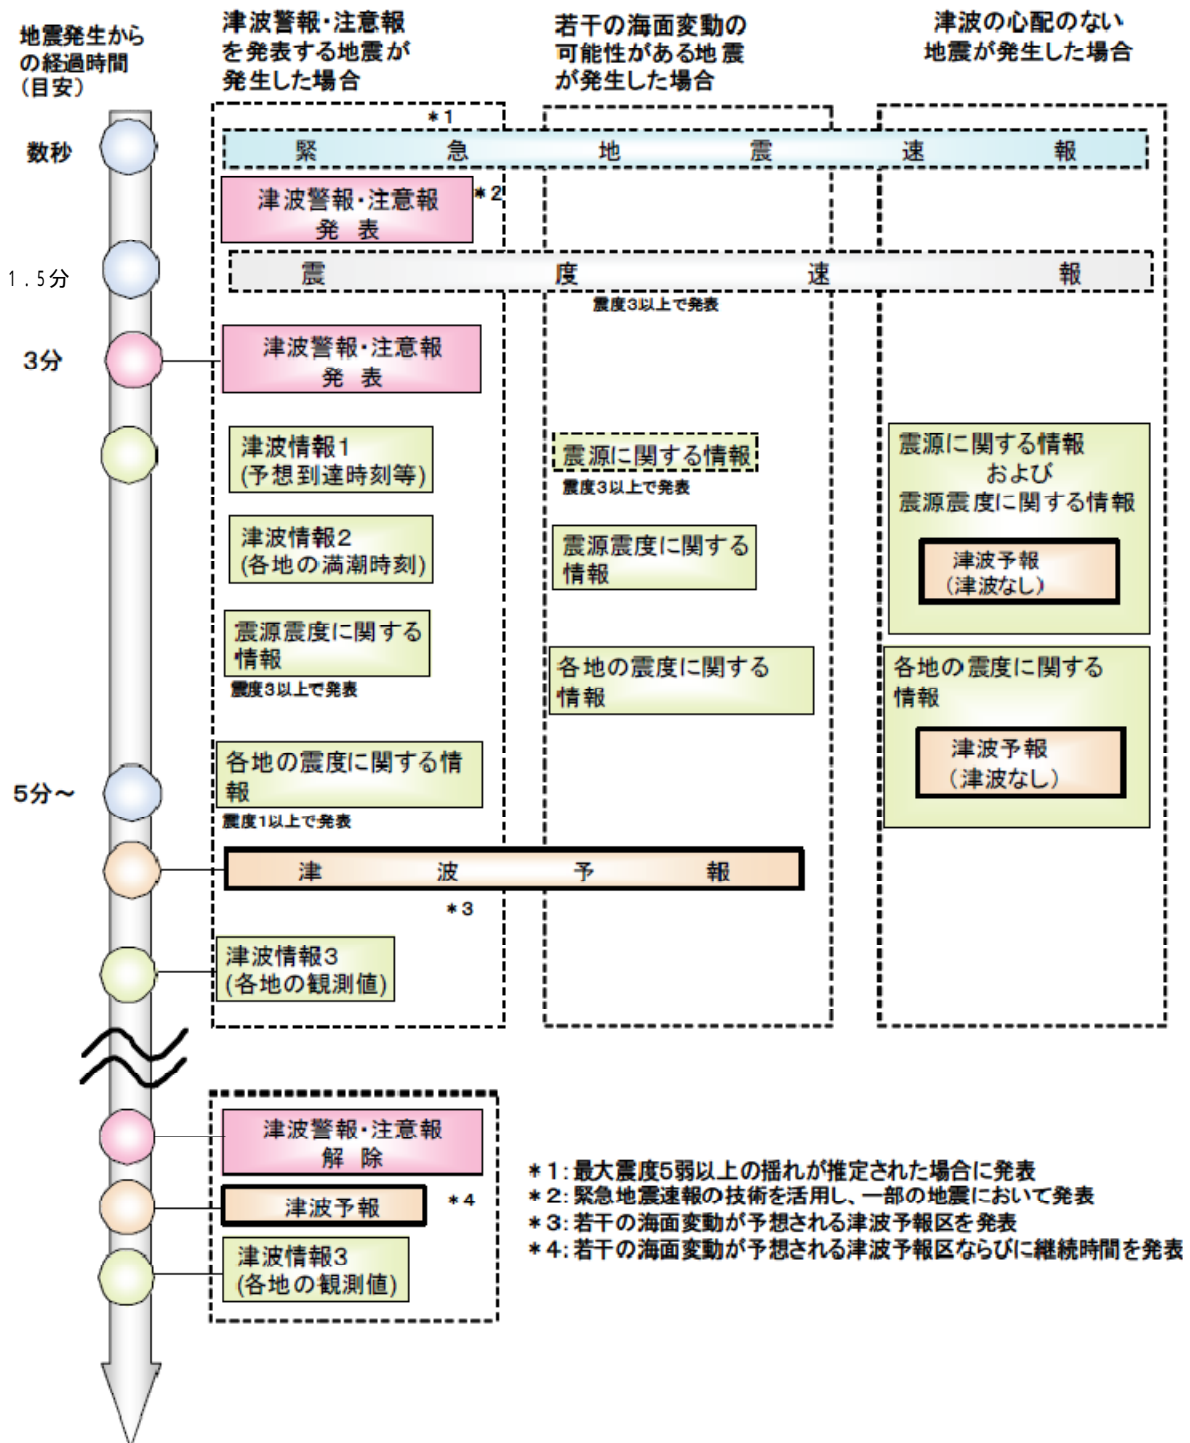 地震発生から
の経過時間
(目安)
津波警報・注意報
を発表する地震が
発生した場合
若干の海面変動の
可能性がある地震
が発生した場合
津波の心配のない
地震が発生した場合
数秒
*1
緊急地震速報
津波警報・注意報
発表
*2
1.5分
震度速報
震度3以上で発表
3分
津波警報・注意報
発表
津波情報1
(予想到達時刻等)
津波情報2
(各地の満潮時刻)
震源震度に関する
情報
震度3以上で発表
震源に関する情報
震度3以上で発表
震源震度に関する
情報
各地の震度に関する
情報
震源に関する情報
および
震源震度に関する情報
津波予報
(津波なし)
各地の震度に関する
情報
津波予報
(津波なし)
5分~
各地の震度に関する情
報
震度1以上で発表
津波予報
*3
津波情報3
(各地の観測値)
津波警報・注意報
解除
津波予報
*4
津波情報3
(各地の観測値)
*1:最大震度5弱以上の揺れが推定された場合に発表
*2:緊急地震速報の技術を活用し、一部の地震において発表
*3:若干の海面変動が予想される津波予報区を発表
*4:若干の海面変動が予想される津波予報区ならびに継続時間を発表